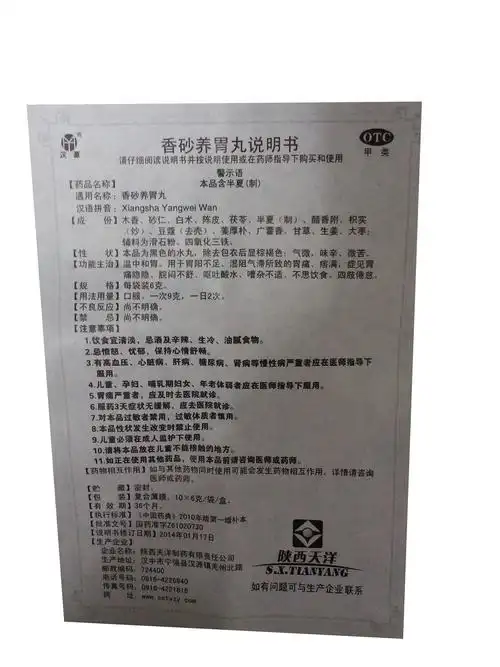 汉源
香砂养胃丸说明书
OTC
甲类
请仔细阅读说明书并按说明使用或在药师指导下购买和使用
警示语
本品含半夏(制)
【药品名称】
通用名称：香砂养胃丸
汉语拼音：Xiangsha Yangwei Wan
【成 份】 木香、砂仁、白术、陈皮、茯苓、半夏（制）、醋香附、枳实
（炒）、豆蔻（去壳）、姜厚朴、广藿香、甘草、生姜、大枣；
辅料为滑石粉、四氧化三铁。
【性 状】 本品为黑色的水丸，除去包衣后显棕褐色；气微，味辛、微苦。
【功能主治】温中和胃。用于胃阳不足、湿阻气滞所致的胃痛、痞满，症见胃
痛隐隐、脘闷不舒、呕吐酸水、嘈杂不适、不思饮食、四肢倦怠。
【规 格】 每袋装6克。
【用法用量】口服，一次9克，一日2次。
【不良反应】尚不明确。
【禁 忌】 尚不明确。
【注意事项】
1.饮食宜清淡，忌酒及辛辣、生冷、油腻食物。
2.忌愤怒、忧郁，保持心情舒畅。
3.有高血压、心脏病、肝病、糖尿病、肾病等慢性病严重者应在医师指导下
服用。
4.儿童、孕妇、哺乳期妇女、年老体弱者应在医师指导下服用。
5.胃痛严重者，应及时去医院就诊。
6.服药3天症状无缓解，应去医院就诊。
7.对本品过敏者禁用，过敏体质者慎用。
8.本品性状发生改变时禁止使用。
9.儿童必须在成人监护下使用。
10.请将本品放在儿童不能接触的地方。
11.如正在使用其他药品，使用本品前请咨询医师或药师。
【药物相互作用】如与其他药物同时使用可能会发生药物相互作用，详情请咨询
医师或药师。
【贮 藏】密封。
【包 装】复合薄膜，10×6克/袋/盒。
【有 效 期】36个月。
【执行标准】《中国药典》2010年版第一增补本
【批准文号】国药准字Z61020730
【说明书修订日期】2014年01月17日
【生产企业】
企业名称：陕西天洋制药有限责任公司
生产地址：汉中市宁强县汉源镇羌州北路
邮政编码：724400
电话号码：0916-4226840
传真号码：0916-4221818
网 址：
陕西天洋
S.X.TIANYANG
如有问题可与生产企业联系